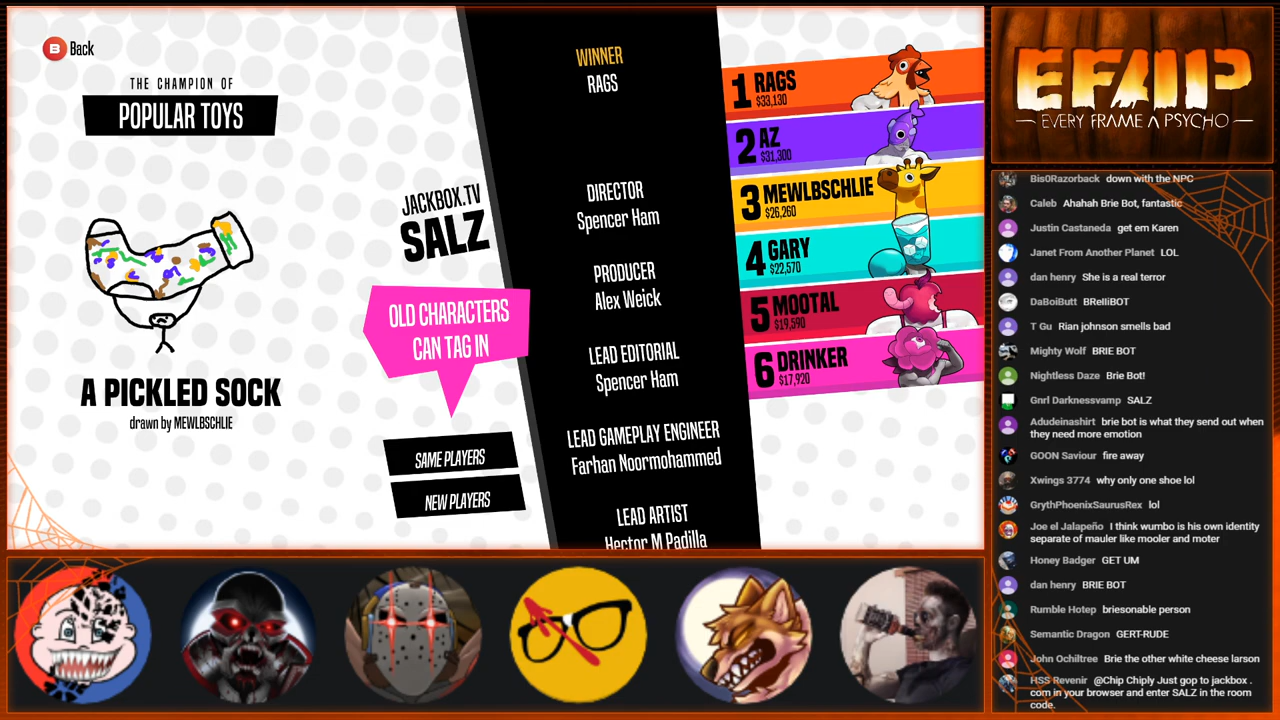 B Back
THE CHAMPION OF
POPULAR TOYS
A PICKLED SOCK
drawn by MEWLBSCHLIE
JACKBOX.TV
SALZ
OLD CHARACTERS
CAN TAG IN
SAME PLAYERS
NEW PLAYERS
WINNER
RAGS
DIRECTOR
Spencer Ham
PRODUCER
Alex Weick
LEAD EDITORIAL
Spencer Ham
LEAD GAMEPLAY ENGINEER
Farhan Noormohammed
LEAD ARTIST
Hector M Padilla
1 RAGS
$33,130
2 AZ
$31,300
3 MEWLBSCHLIE
$26,260
4 GARY
$22,570
5 MOOTAL
$19,590
6 DRINKER
$17,920
EFAP
EVERY FRAME A PSYCHO
Bis0Razorback down with the NPC
Caleb Ahahah Brie Bot, fantastic
Justin Castaneda get em Karen
Janet From Another Planet LOL
dan henry She is a real terror
DaBoiButt BRelliBOT
T Gu Rian johnson smells bad
Mighty Wolf BRIE BOT
Nightless Daze Brie Bot!
Gnrl Darknessvamp SALZ
Adudeinashirt brie bot is what they send out when
they need more emotion
GOON Saviour fire away
Xwings 3774 why only one shoe lol
GrythPhoenixSaurusRex lol
Joe el Jalapeño I think wumbo is his own identity
separate of mauler like mooler and moter
Honey Badger GET UM
dan henry BRIE BOT
Rumble Hotep briesonable person
Semantic Dragon GERT-RUDE
John Ochiltree Brie the other white cheese larson
HSS Revenir @Chip Chiply Just gop to jackbox .
com in your browser and enter SALZ in the room
code.